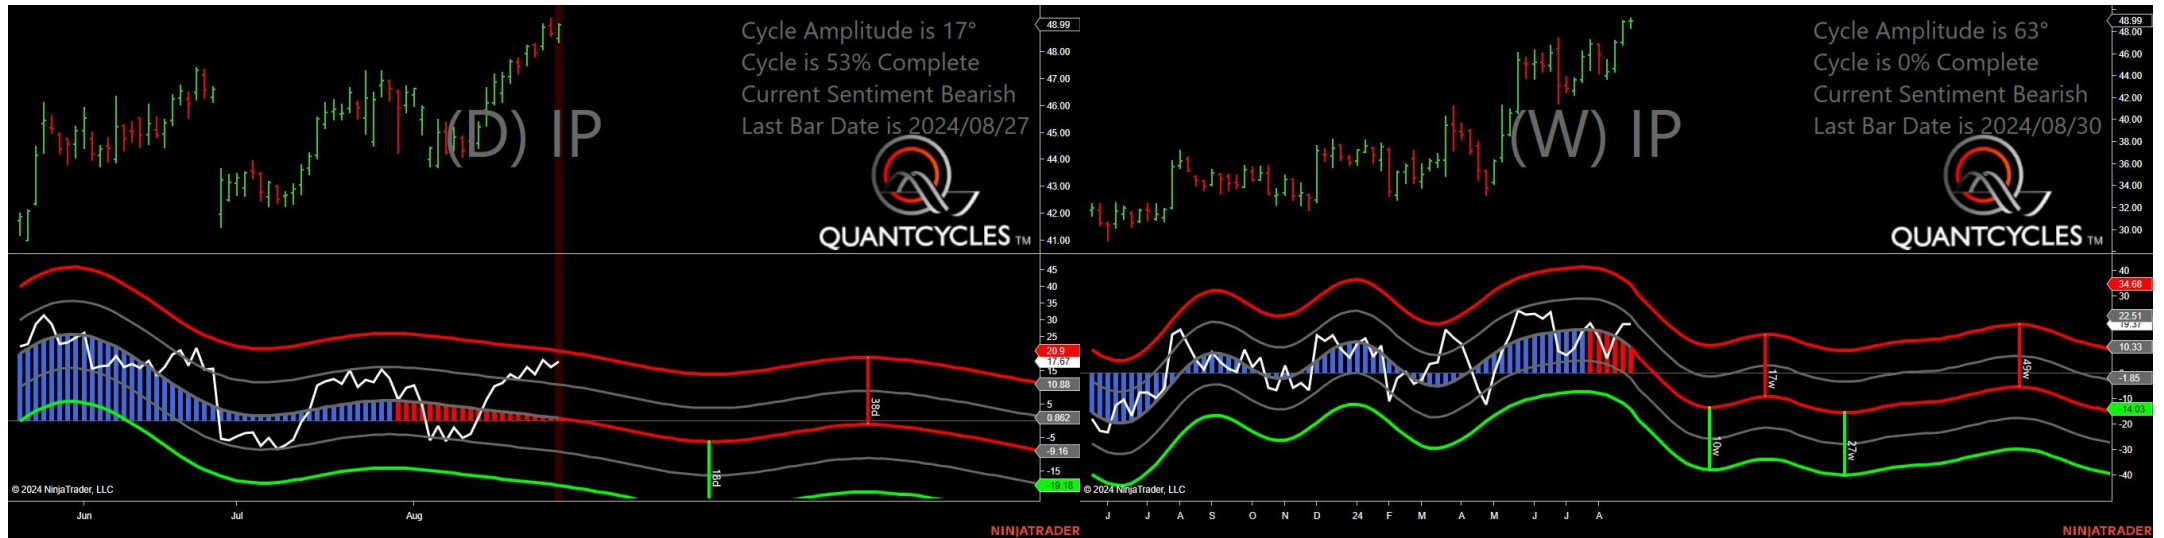 Cycle Amplitude is 17°
Cycle is 53% Complete
Current Sentiment Bearish
Last Bar Date is 2024/08/27
(D) IP
QUANTCYCLES TM
48.99
48.00
47.00
46.00
45.00
44.00
43.00
42.00
41.00
45
40
35
30
25
20.9
17.67
15
10.88
5
0.862
-5
-9.16
-15
-19.18
38d
18d
© 2024 NinjaTrader, LLC
Jun
Jul
Aug
NINJATRADER
Cycle Amplitude is 63°
Cycle is 0% Complete
Current Sentiment Bearish
Last Bar Date is 2024/08/30
(W) IP
QUANTCYCLES TM
48.99
48.00
46.00
44.00
42.00
40.00
38.00
36.00
34.00
32.00
30.00
40
34.68
30
22.51
19.37
10.33
-1.85
-10
-14.03
-20
-30
-40
17w
49w
10w
27w
© 2024 NinjaTrader, LLC
J
J
A
S
O
N
D
24
F
M
A
M
J
J
A
NINJATRADER